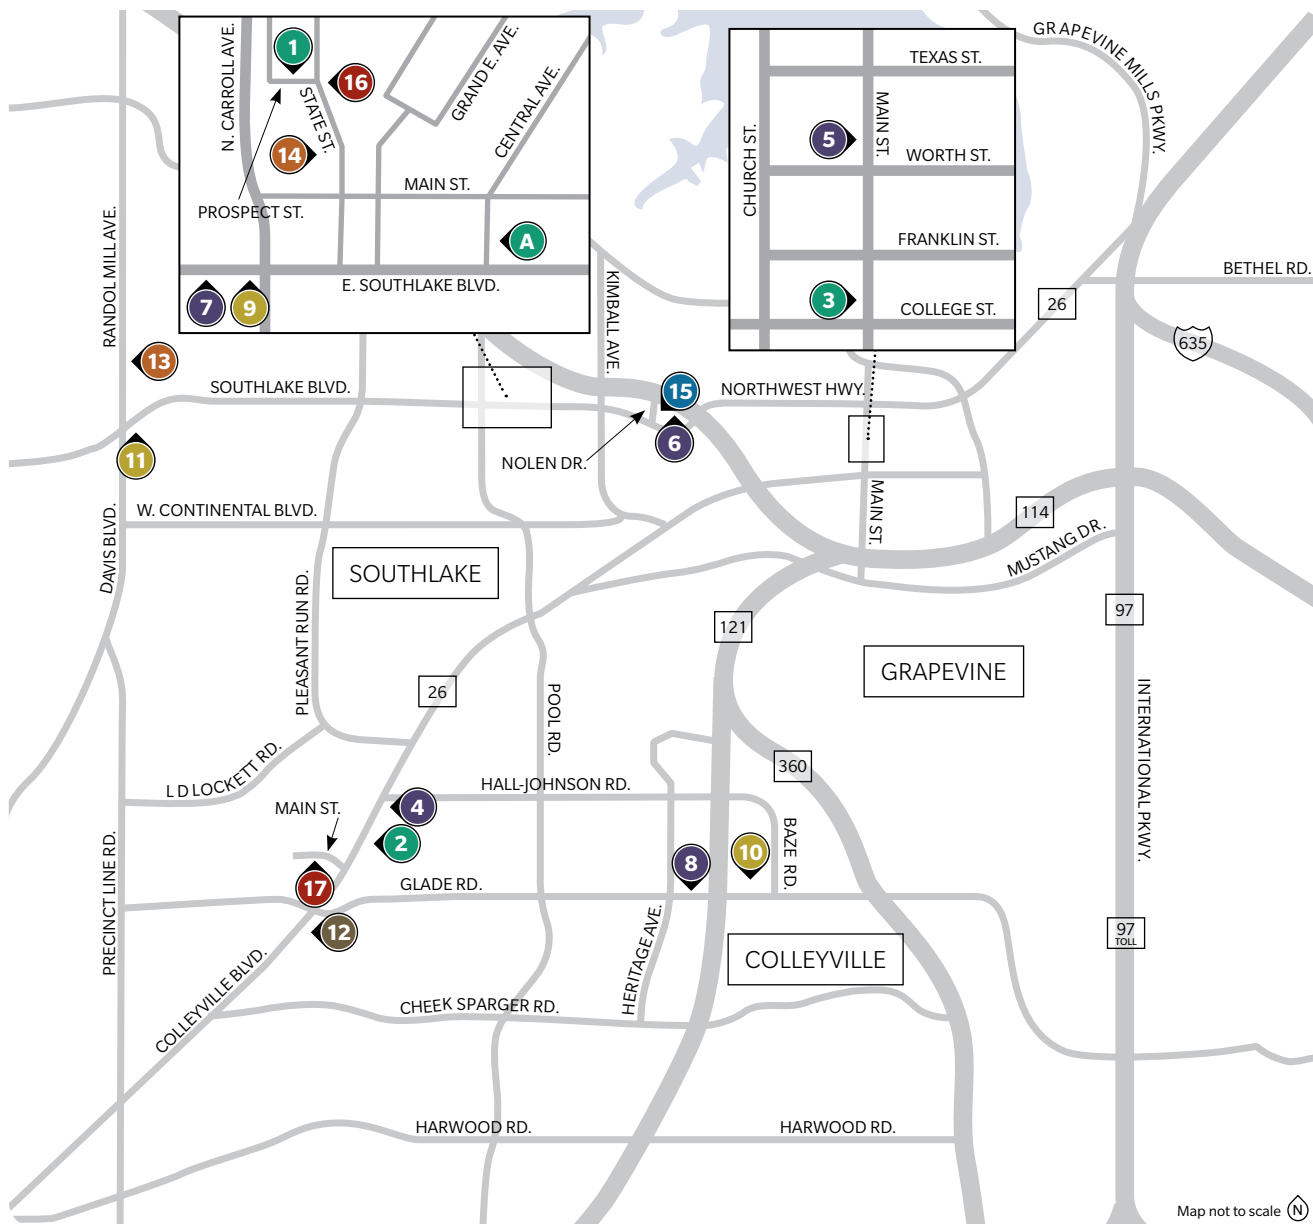 N. CARROLL AVE.
1
16
STATE ST.
GRAND E. AVE.
CENTRAL AVE.
14
MAIN ST.
PROSPECT ST.
A
E. SOUTHLAKE BLVD.
7
9
TEXAS ST.
MAIN ST.
5
CHURCH ST.
WORTH ST.
FRANKLIN ST.
3
COLLEGE ST.
GRAPEVINE MILLS PKWY.
BETHEL RD.
26
635
RANDOL MILL AVE.
KIMBALL AVE.
13
SOUTHLAKE BLVD.
15
NORTHWEST HWY.
6
NOLEN DR.
11
MAIN ST.
W. CONTINENTAL BLVD.
114
MUSTANG DR.
DAVIS BLVD.
SOUTHLAKE
PLEASANT RUN RD.
97
121
GRAPEVINE
26
POOL RD.
INTERNATIONAL PKWY.
L D LOCKETT RD.
360
HALL-JOHNSON RD.
MAIN ST.
4
2
BAZE RD.
8
10
PRECINCT LINE RD.
17
GLADE RD.
12
97
TOLL
HERITAGE AVE.
COLLEYVILLE
COLLEYVILLE BLVD.
CHEEK SPARGER RD.
HARWOOD RD.
HARWOOD RD.
Map not to scale N